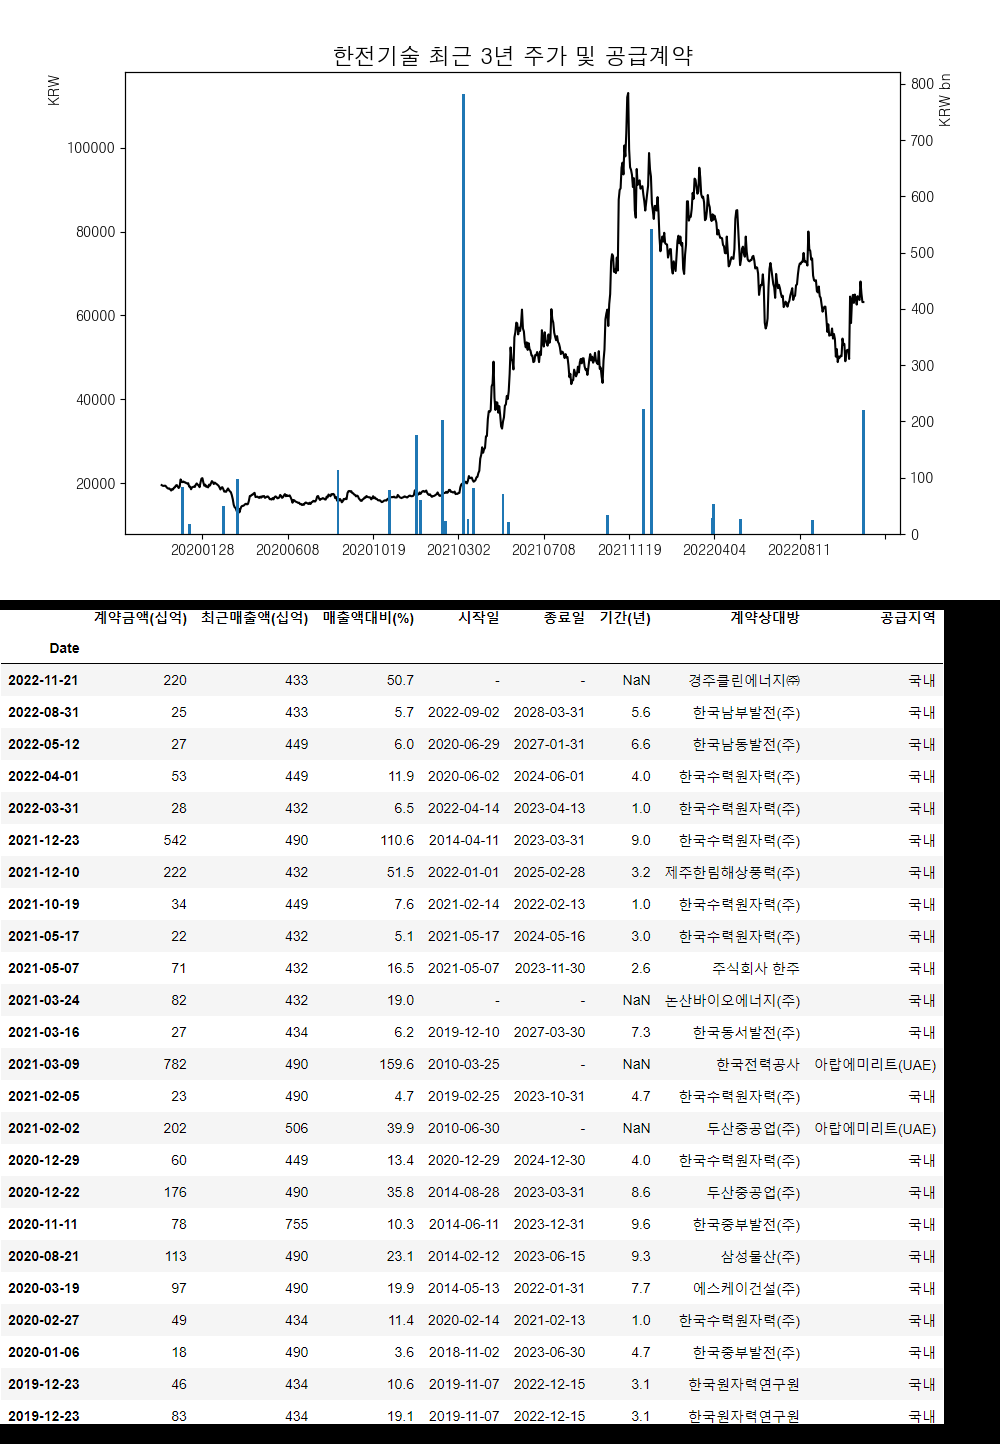 한전기술 최근 3년 주가 및 공급계약
KRW
KRW bn
100000
80000
60000
40000
20000
800
700
600
500
400
300
200
100
0
20200128 20200608 20201019 20210302 20210708 20211119 20220404 20220811
계약금액(십억) 최근매출액(십억) 매출액대비(%) 시작일 종료일 기간(년) 계약상대방 공급지역
Date
2022-11-21 220 433 50.7 - - NaN 경주클린에너지㈜ 국내
2022-08-31 25 433 5.7 2022-09-02 2028-03-31 5.6 한국남부발전(주) 국내
2022-05-12 27 449 6.0 2020-06-29 2027-01-31 6.6 한국남동발전(주) 국내
2022-04-01 53 449 11.9 2020-06-02 2024-06-01 4.0 한국수력원자력(주) 국내
2022-03-31 28 432 6.5 2022-04-14 2023-04-13 1.0 한국수력원자력(주) 국내
2021-12-23 542 490 110.6 2014-04-11 2023-03-31 9.0 한국수력원자력(주) 국내
2021-12-10 222 432 51.5 2022-01-01 2025-02-28 3.2 제주한림해상풍력(주) 국내
2021-10-19 34 449 7.6 2021-02-14 2022-02-13 1.0 한국수력원자력(주) 국내
2021-05-17 22 432 5.1 2021-05-17 2024-05-16 3.0 한국수력원자력(주) 국내
2021-05-07 71 432 16.5 2021-05-07 2023-11-30 2.6 주식회사 한주 국내
2021-03-24 82 432 19.0 - - NaN 논산바이오에너지(주) 국내
2021-03-16 27 434 6.2 2019-12-10 2027-03-30 7.3 한국동서발전(주) 국내
2021-03-09 782 490 159.6 2010-03-25 - NaN 한국전력공사 아랍에미리트(UAE)
2021-02-05 23 490 4.7 2019-02-25 2023-10-31 4.7 한국수력원자력(주) 국내
2021-02-02 202 506 39.9 2010-06-30 - NaN 두산중공업(주) 아랍에미리트(UAE)
2020-12-29 60 449 13.4 2020-12-29 2024-12-30 4.0 한국수력원자력(주) 국내
2020-12-22 176 490 35.8 2014-08-28 2023-03-31 8.6 두산중공업(주) 국내
2020-11-11 78 755 10.3 2014-06-11 2023-12-31 9.6 한국중부발전(주) 국내
2020-08-21 113 490 23.1 2014-02-12 2023-06-15 9.3 삼성물산(주) 국내
2020-03-19 97 490 19.9 2014-05-13 2022-01-31 7.7 에스케이건설(주) 국내
2020-02-27 49 434 11.4 2020-02-14 2021-02-13 1.0 한국수력원자력(주) 국내
2020-01-06 18 490 3.6 2018-11-02 2023-06-30 4.7 한국중부발전(주) 국내
2019-12-23 46 434 10.6 2019-11-07 2022-12-15 3.1 한국원자력연구원 국내
2019-12-23 83 434 19.1 2019-11-07 2022-12-15 3.1 한국원자력연구원 국내